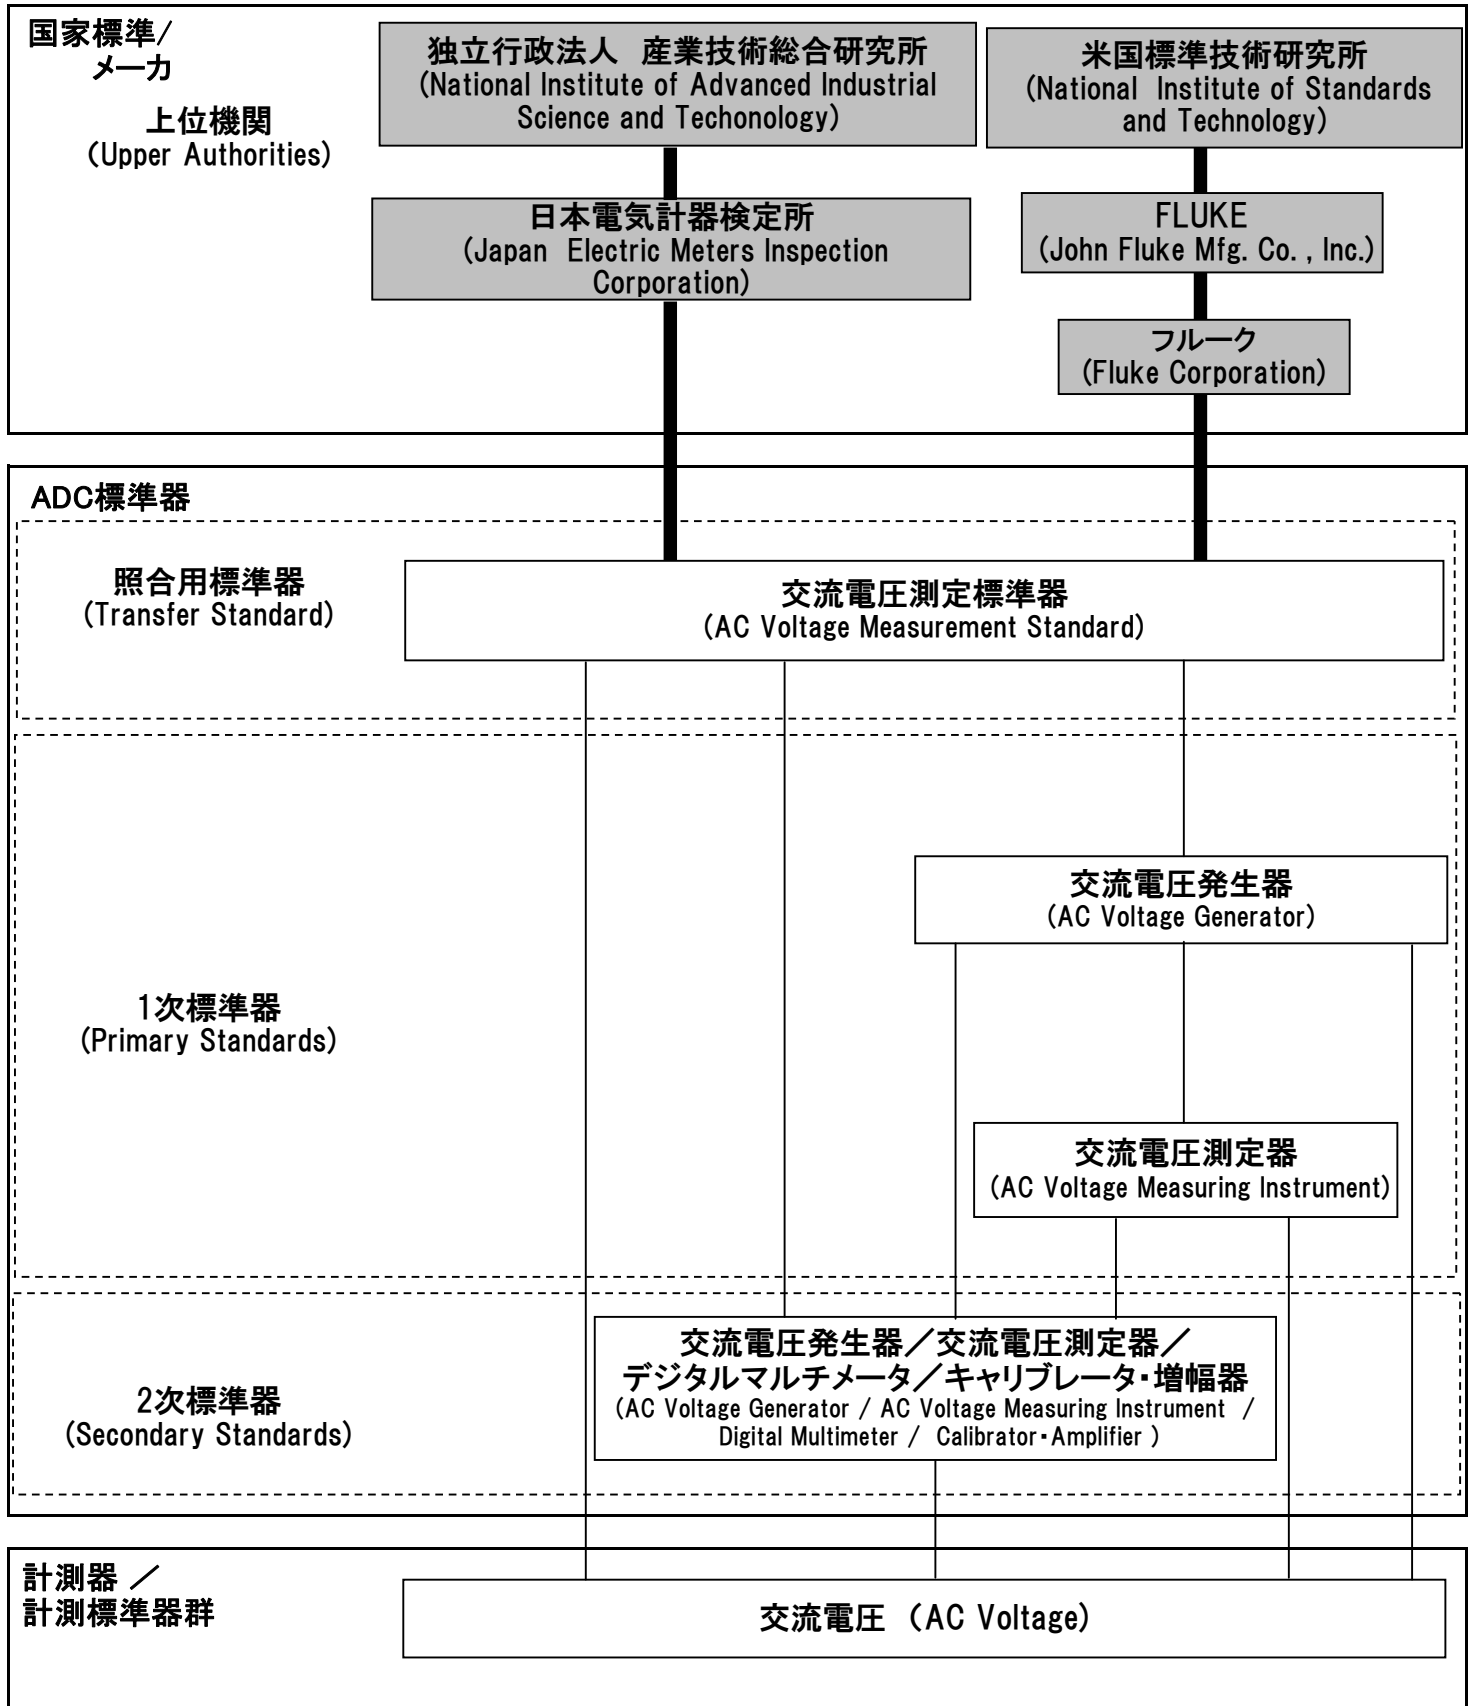 国家標準/
メーカ
上位機関
(Upper Authorities)
独立行政法人　産業技術総合研究所
(National Institute of Advanced Industrial
Science and Techonology)
米国標準技術研究所
(National Institute of Standards
and Technology)
日本電気計器検定所
(Japan Electric Meters Inspection
Corporation)
FLUKE
(John Fluke Mfg. Co. , Inc.)
フルーク
(Fluke Corporation)
ADC標準器
照合用標準器
(Transfer Standard)
交流電圧測定標準器
(AC Voltage Measurement Standard)
1次標準器
(Primary Standards)
交流電圧発生器
(AC Voltage Generator)
交流電圧測定器
(AC Voltage Measuring Instrument)
2次標準器
(Secondary Standards)
交流電圧発生器／交流電圧測定器／
デジタルマルチメータ／キャリブレータ・増幅器
(AC Voltage Generator / AC Voltage Measuring Instrument /
Digital Multimeter / Calibrator・Amplifier )
計測器 ／
計測標準器群
交流電圧 (AC Voltage)